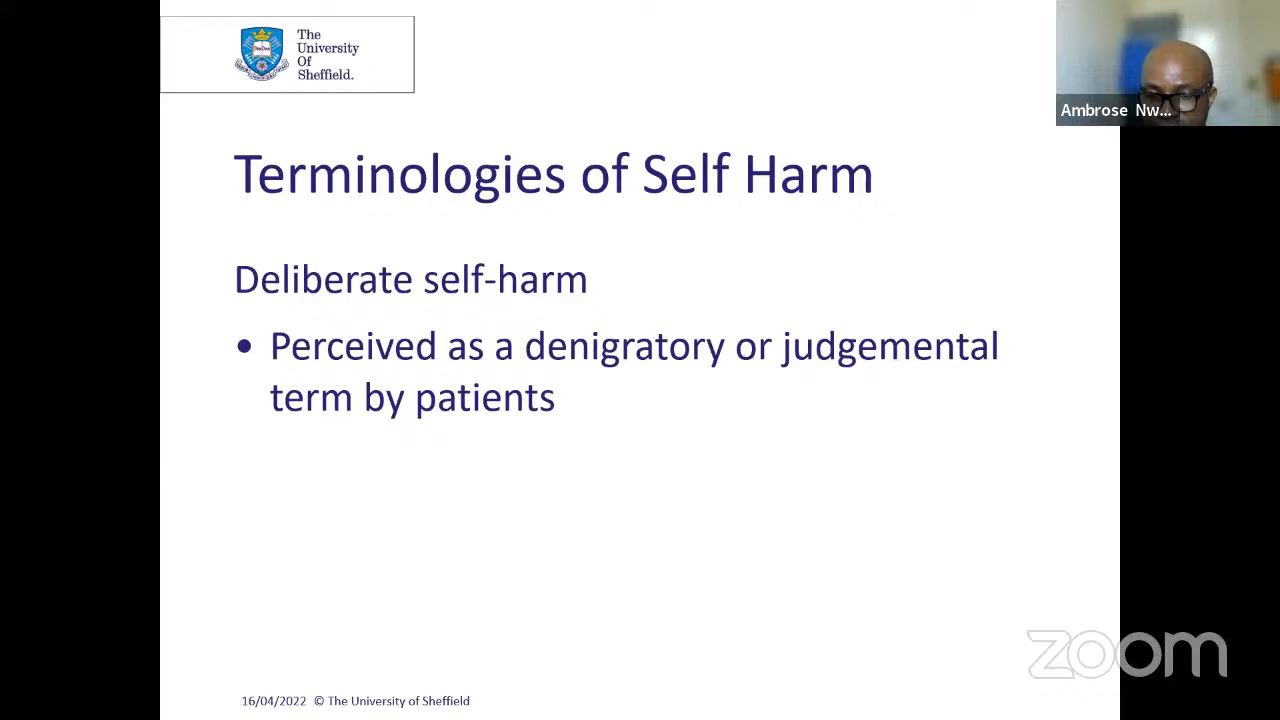 The
University
Of
Sheffield.
Ambrose Nw...
Terminologies of Self Harm
Deliberate self-harm
• Perceived as a denigratory or judgemental
term by patients
zoom
16/04/2022 © The University of Sheffield